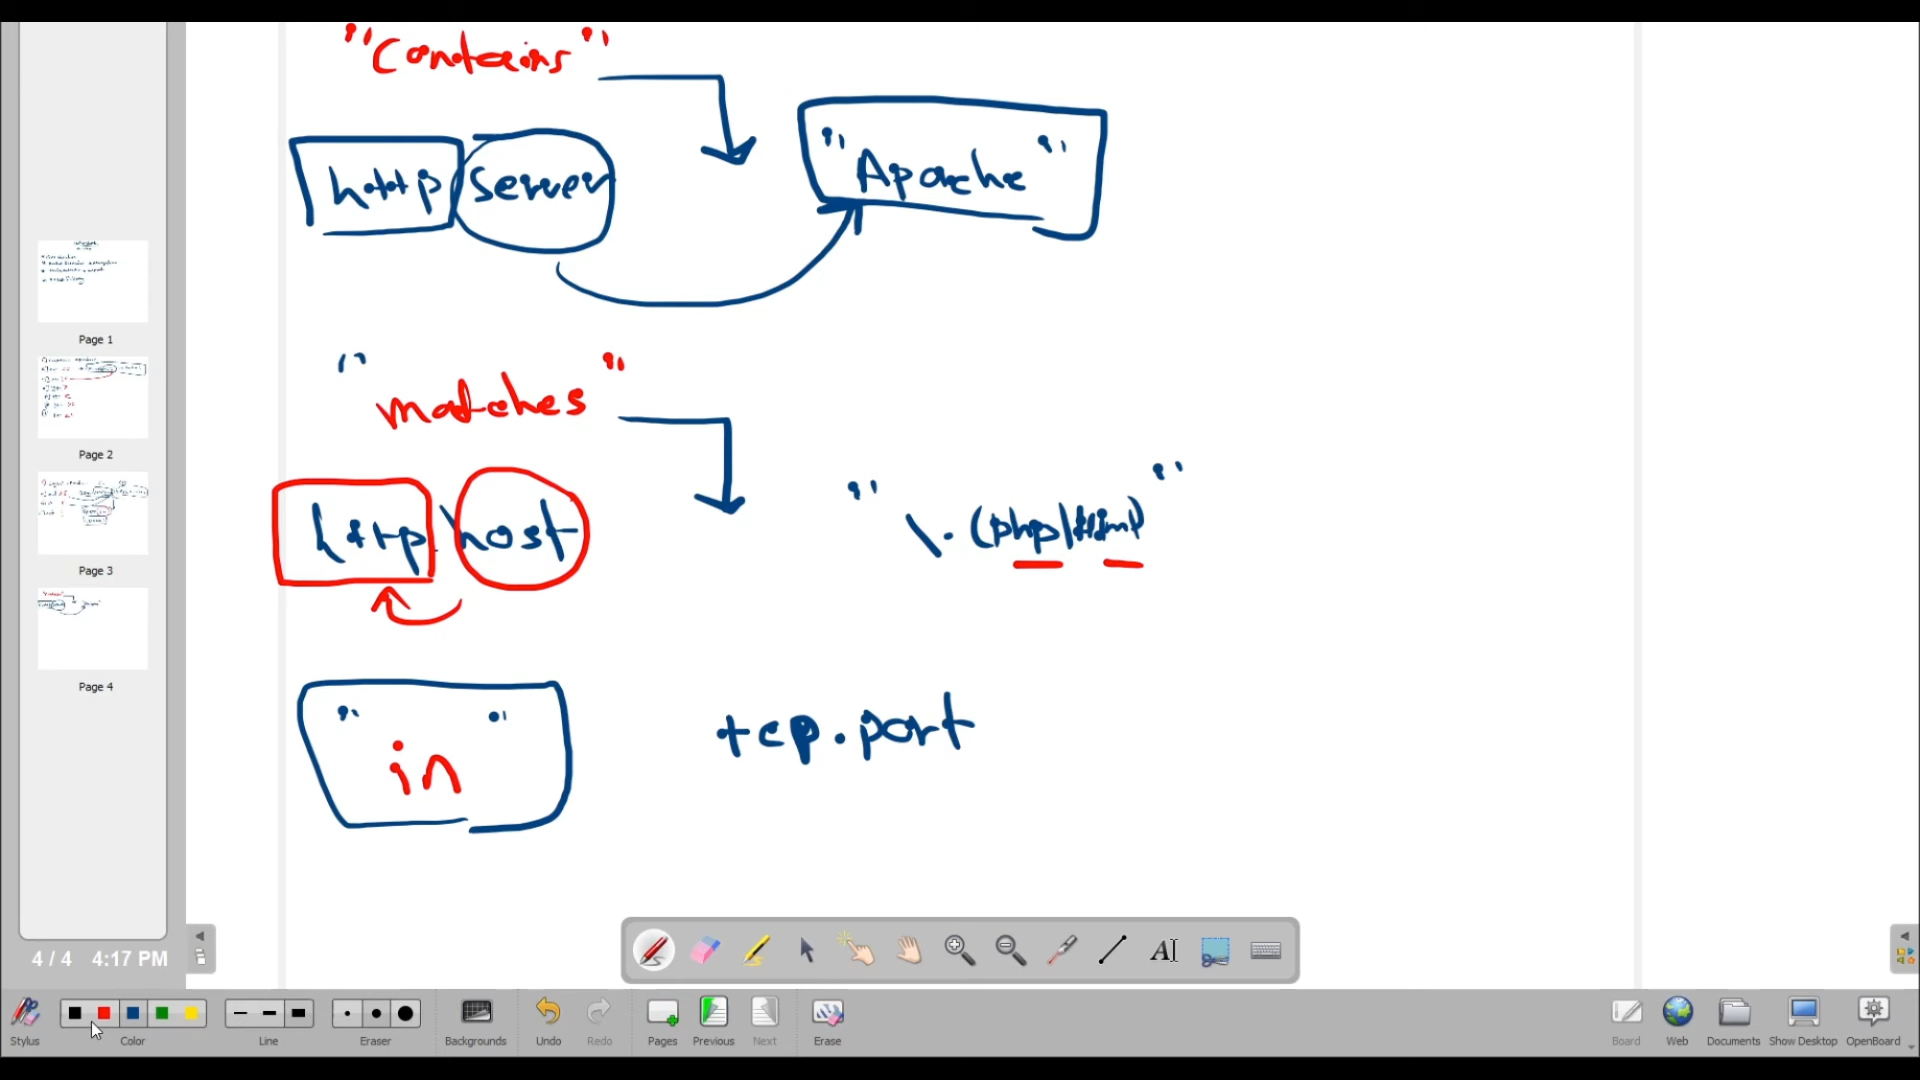 "Contains"
http server
"Apache"
"matches"
http host
"\.(php|html)"
"in"
tcp.port
Page 1
Page 2
Page 3
Page 4
4 / 4 4:17 PM
AI
Stylus
Color
Line
Eraser
Backgrounds
Undo
Redo
Pages
Previous
Next
Erase
Board
Web
Documents
Show Desktop
OpenBoard